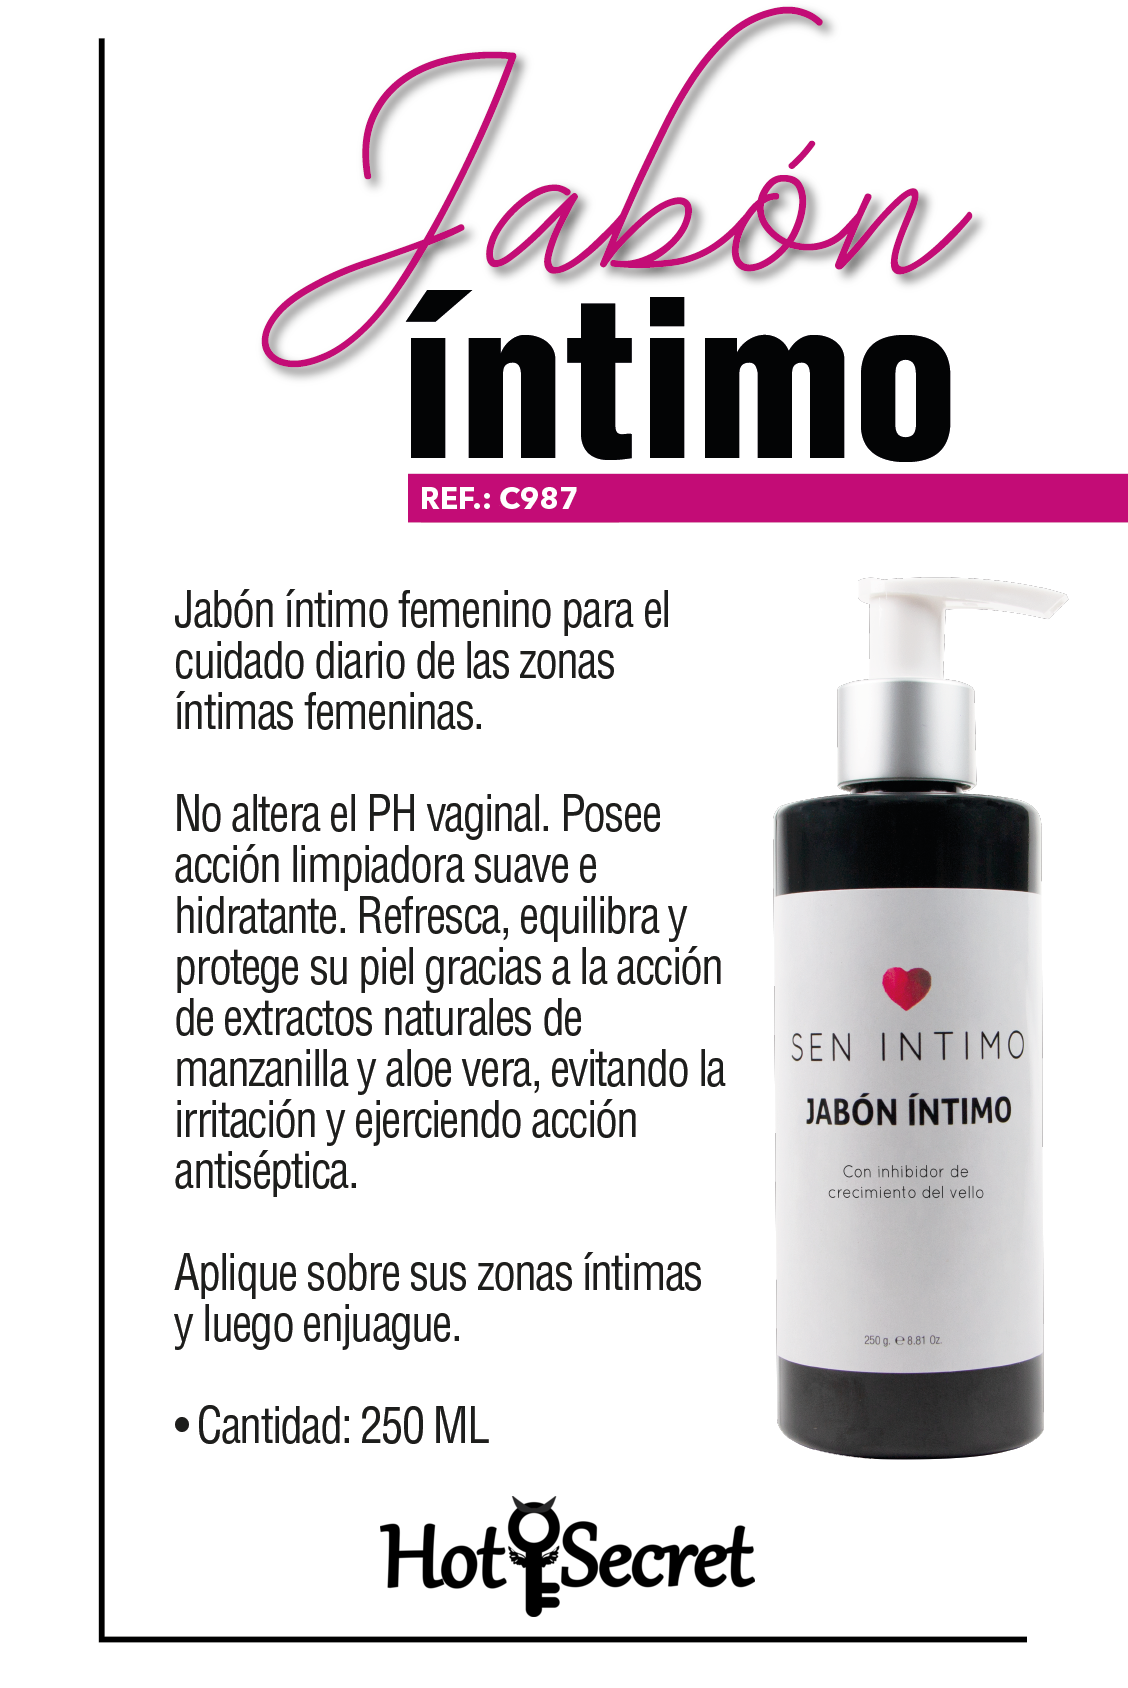 Jabón
íntimo
REF.: C987
Jabón íntimo femenino para el
cuidado diario de las zonas
íntimas femeninas.
No altera el PH vaginal. Posee
acción limpiadora suave e
hidratante. Refresca, equilibra y
protege su piel gracias a la acción
de extractos naturales de
manzanilla y aloe vera, evitando la
irritación y ejerciendo acción
antiséptica.
Aplique sobre sus zonas íntimas
y luego enjuague.
• Cantidad: 250 ML
SEN INTIMO
JABÓN ÍNTIMO
Con inhibidor de
crecimiento del vello
250 g. ℮ 8.81 Oz.
Hot Secret